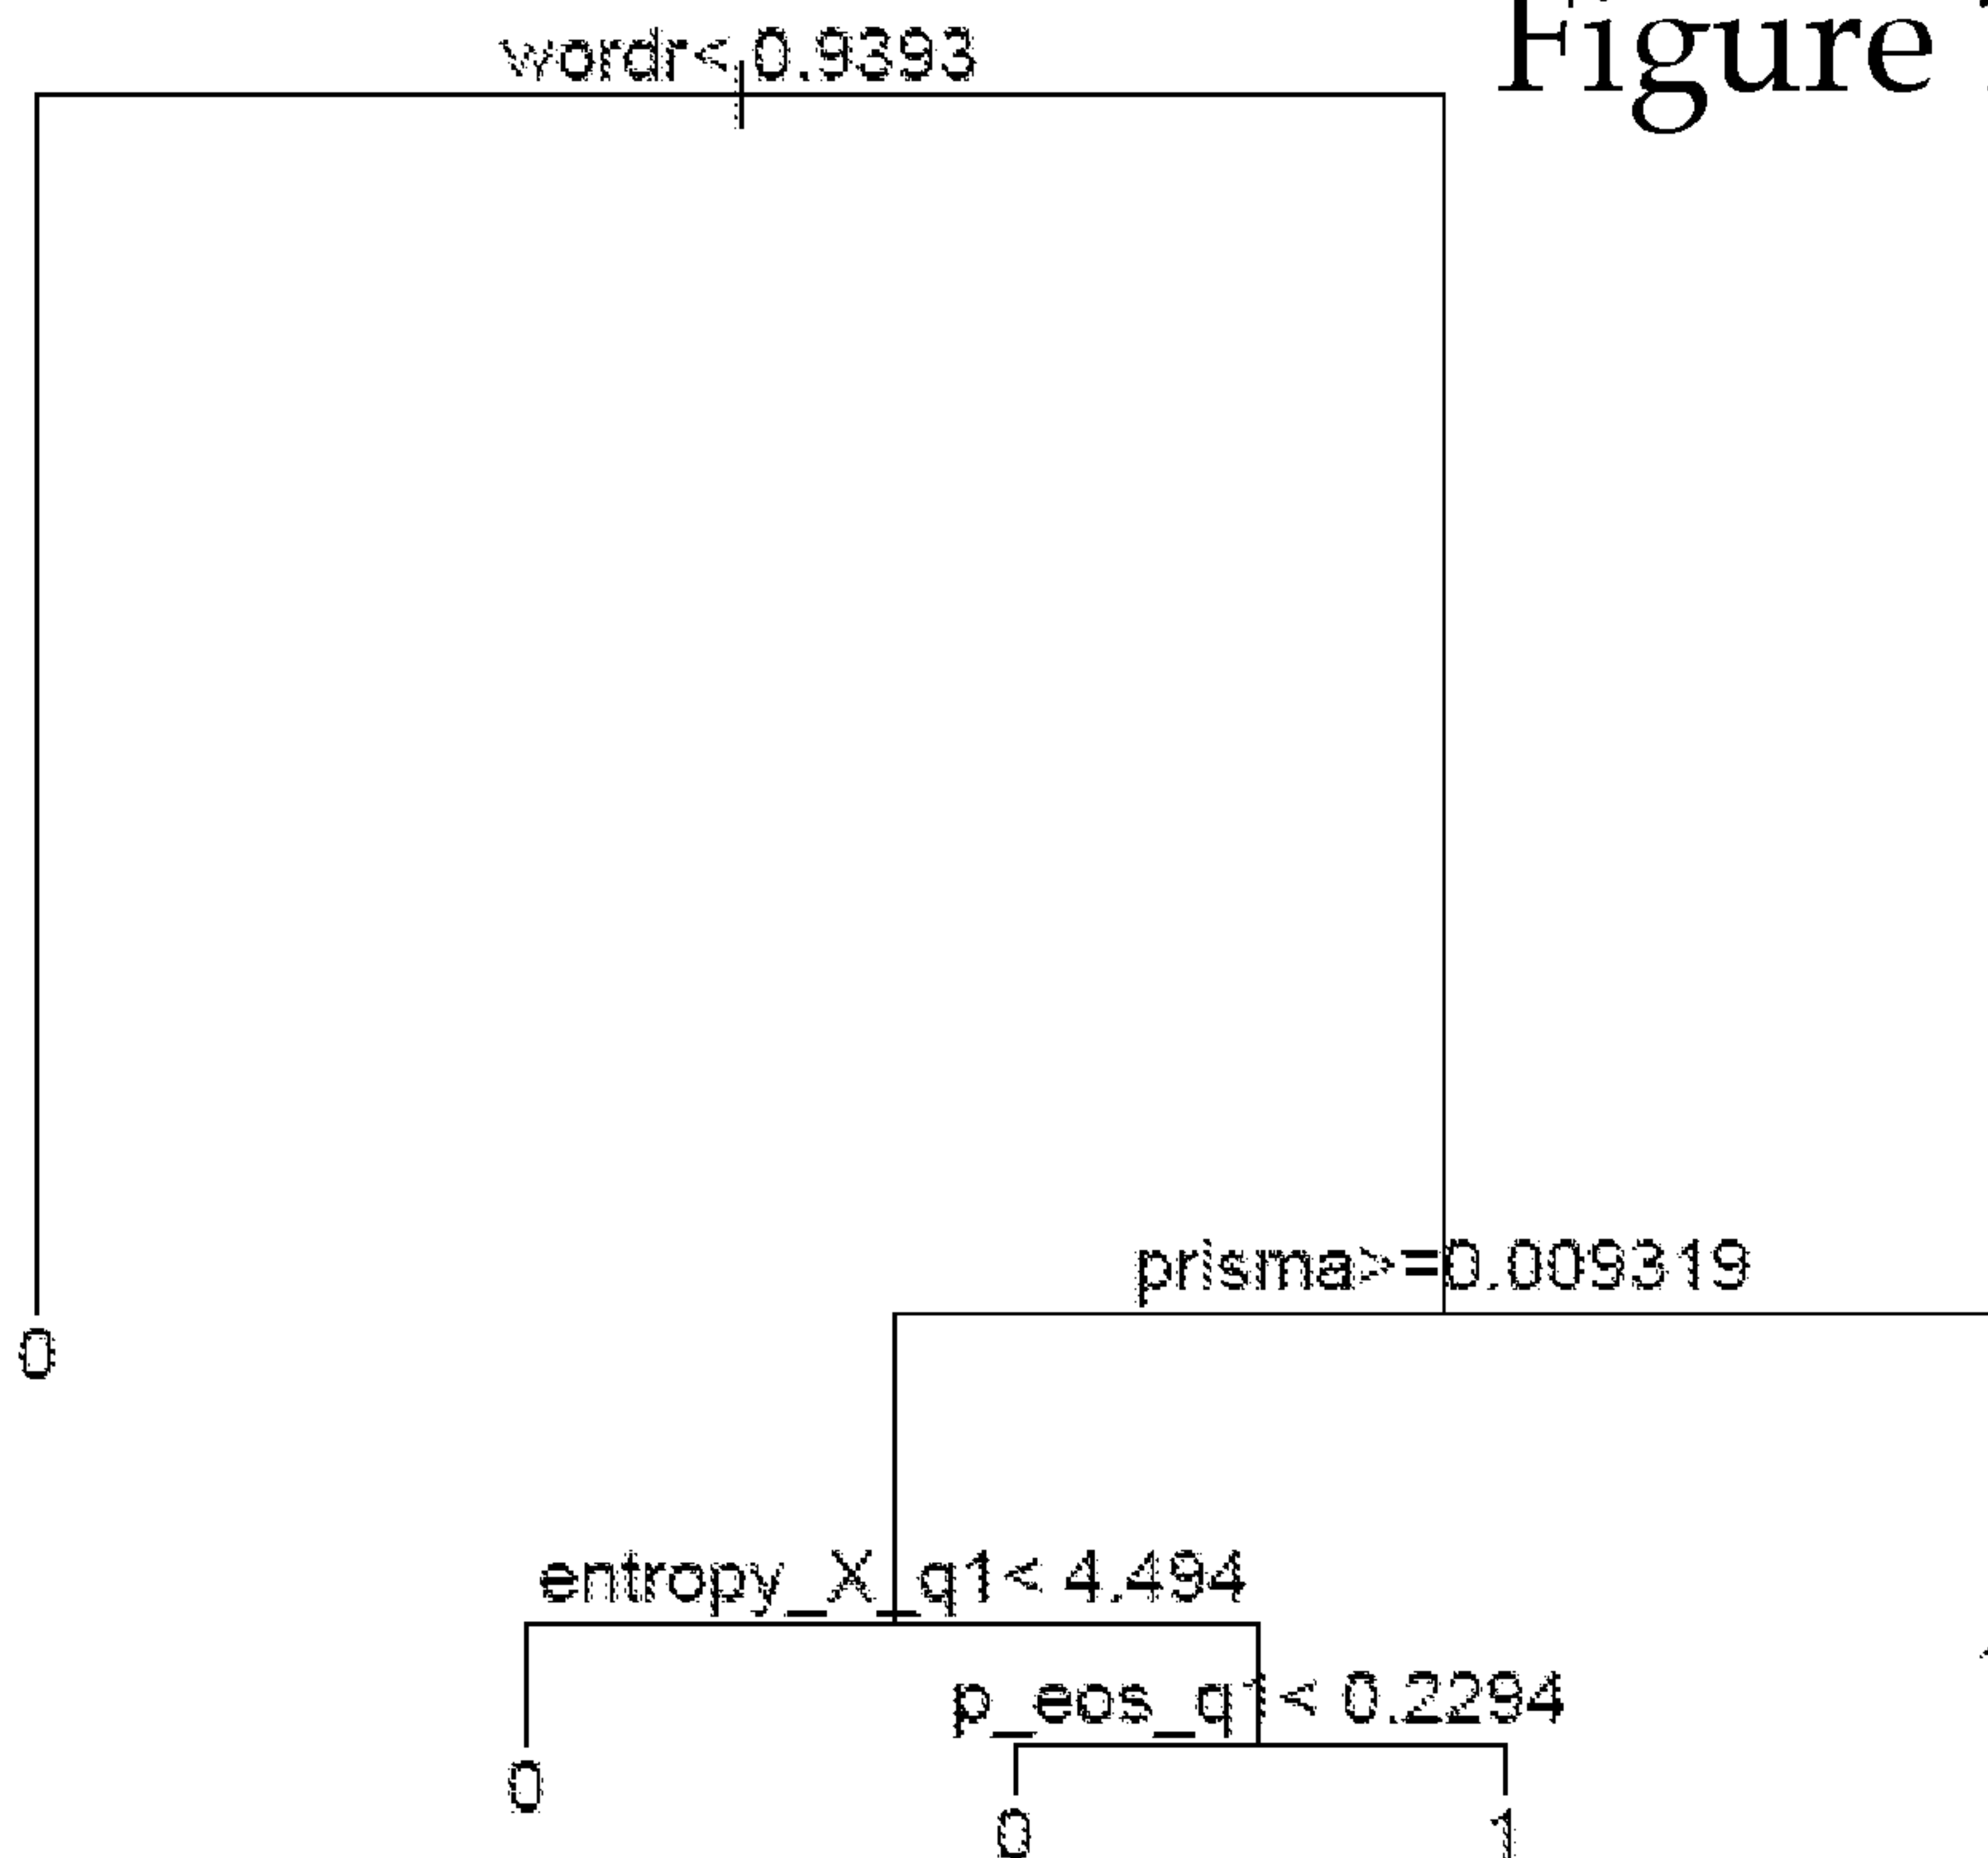 Figure
wordr< 0.9393
prisma>=0.009319
0
entropy_X_q1< 4.494
p_eos_q1< 0.2294
0
0
1